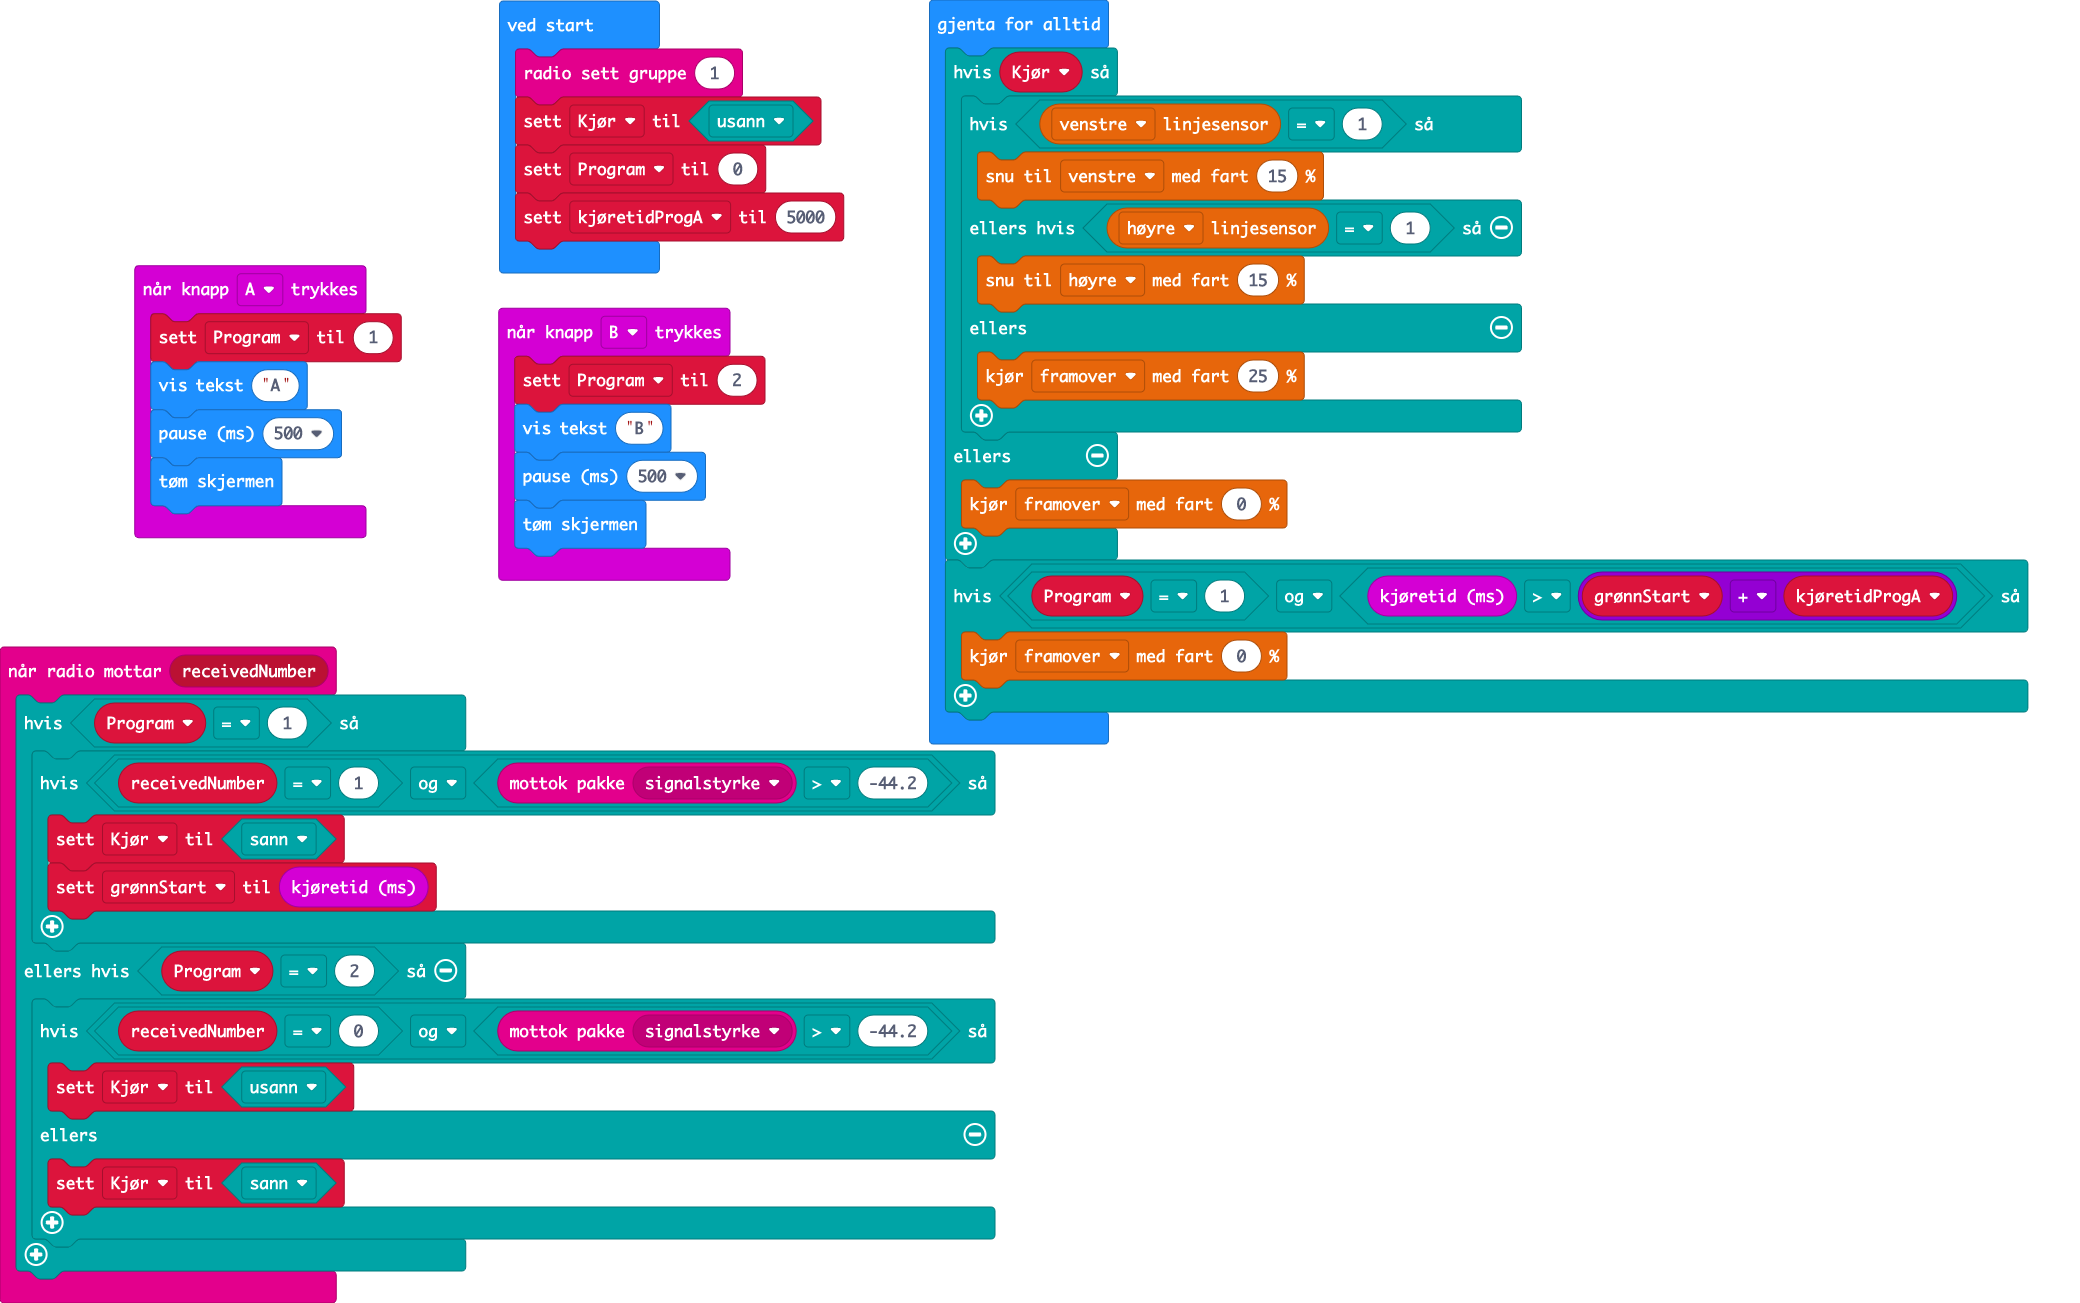 ved start
radio sett gruppe 1
sett Kjør til usann
sett Program til 0
sett kjøretidProgA til 5000
når knapp A trykkes
sett Program til 1
vis tekst "A"
pause (ms) 500
tøm skjermen
når knapp B trykkes
sett Program til 2
vis tekst "B"
pause (ms) 500
tøm skjermen
gjenta for alltid
hvis Kjør så
hvis venstre linjesensor = 1 så
snu til venstre med fart 15 %
ellers hvis høyre linjesensor = 1 så
snu til høyre med fart 15 %
ellers
kjør framover med fart 25 %
ellers
kjør framover med fart 0 %
hvis Program = 1 og kjøretid (ms) > grønnStart + kjøretidProgA så
kjør framover med fart 0 %
når radio mottar receivedNumber
hvis Program = 1 så
hvis receivedNumber = 1 og mottok pakke signalstyrke > -44.2 så
sett Kjør til sann
sett grønnStart til kjøretid (ms)
ellers hvis Program = 2 så
hvis receivedNumber = 0 og mottok pakke signalstyrke > -44.2 så
sett Kjør til usann
ellers
sett Kjør til sann